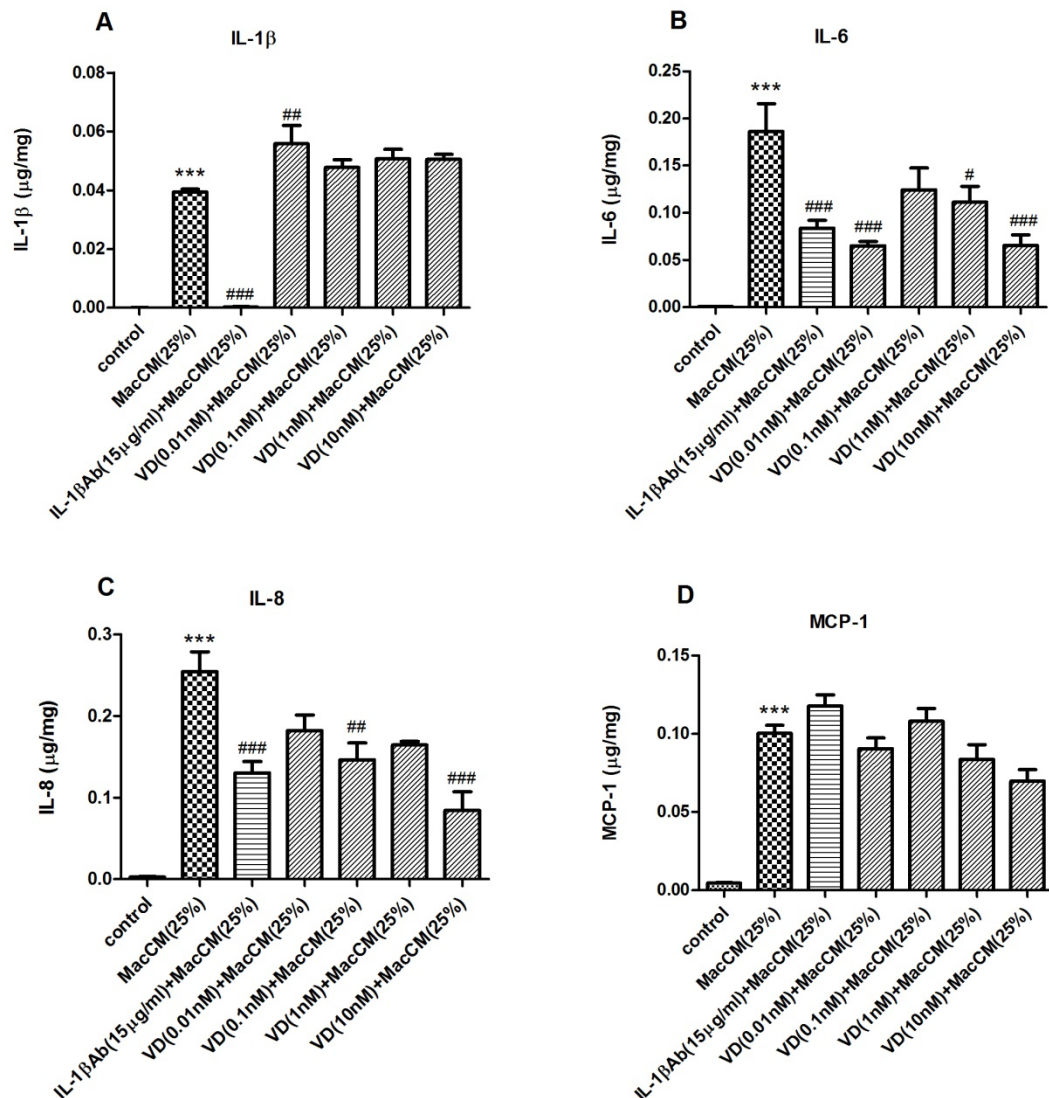 A
IL-1β
IL-1β (μg/mg)
0.08
0.06
0.04
0.02
0.00
***
###
##
control
MacCM(25%)
IL-1βAb(15μg/ml)+MacCM(25%)
VD(0.01nM)+MacCM(25%)
VD(0.1nM)+MacCM(25%)
VD(1nM)+MacCM(25%)
VD(10nM)+MacCM(25%)
B
IL-6
IL-6 (μg/mg)
0.25
0.20
0.15
0.10
0.05
0.00
***
###
###
#
###
control
MacCM(25%)
IL-1βAb(15μg/ml)+MacCM(25%)
VD(0.01nM)+MacCM(25%)
VD(0.1nM)+MacCM(25%)
VD(1nM)+MacCM(25%)
VD(10nM)+MacCM(25%)
C
IL-8
IL-8 (μg/mg)
0.3
0.2
0.1
0.0
***
###
##
###
control
MacCM(25%)
IL-1βAb(15μg/ml)+MacCM(25%)
VD(0.01nM)+MacCM(25%)
VD(0.1nM)+MacCM(25%)
VD(1nM)+MacCM(25%)
VD(10nM)+MacCM(25%)
D
MCP-1
MCP-1 (μg/mg)
0.15
0.10
0.05
0.00
***
control
MacCM(25%)
IL-1βAb(15μg/ml)+MacCM(25%)
VD(0.01nM)+MacCM(25%)
VD(0.1nM)+MacCM(25%)
VD(1nM)+MacCM(25%)
VD(10nM)+MacCM(25%)